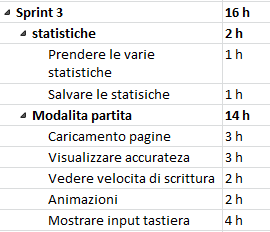 Sprint 3 16 h
statistiche 2 h
Prendere le varie 1 h
statistiche
Salvare le statisiche 1 h
Modalita partita 14 h
Caricamento pagine 3 h
Visualizzare accurateza 3 h
Vedere velocita di scrittura 2 h
Animazioni 2 h
Mostrare input tastiera 4 h